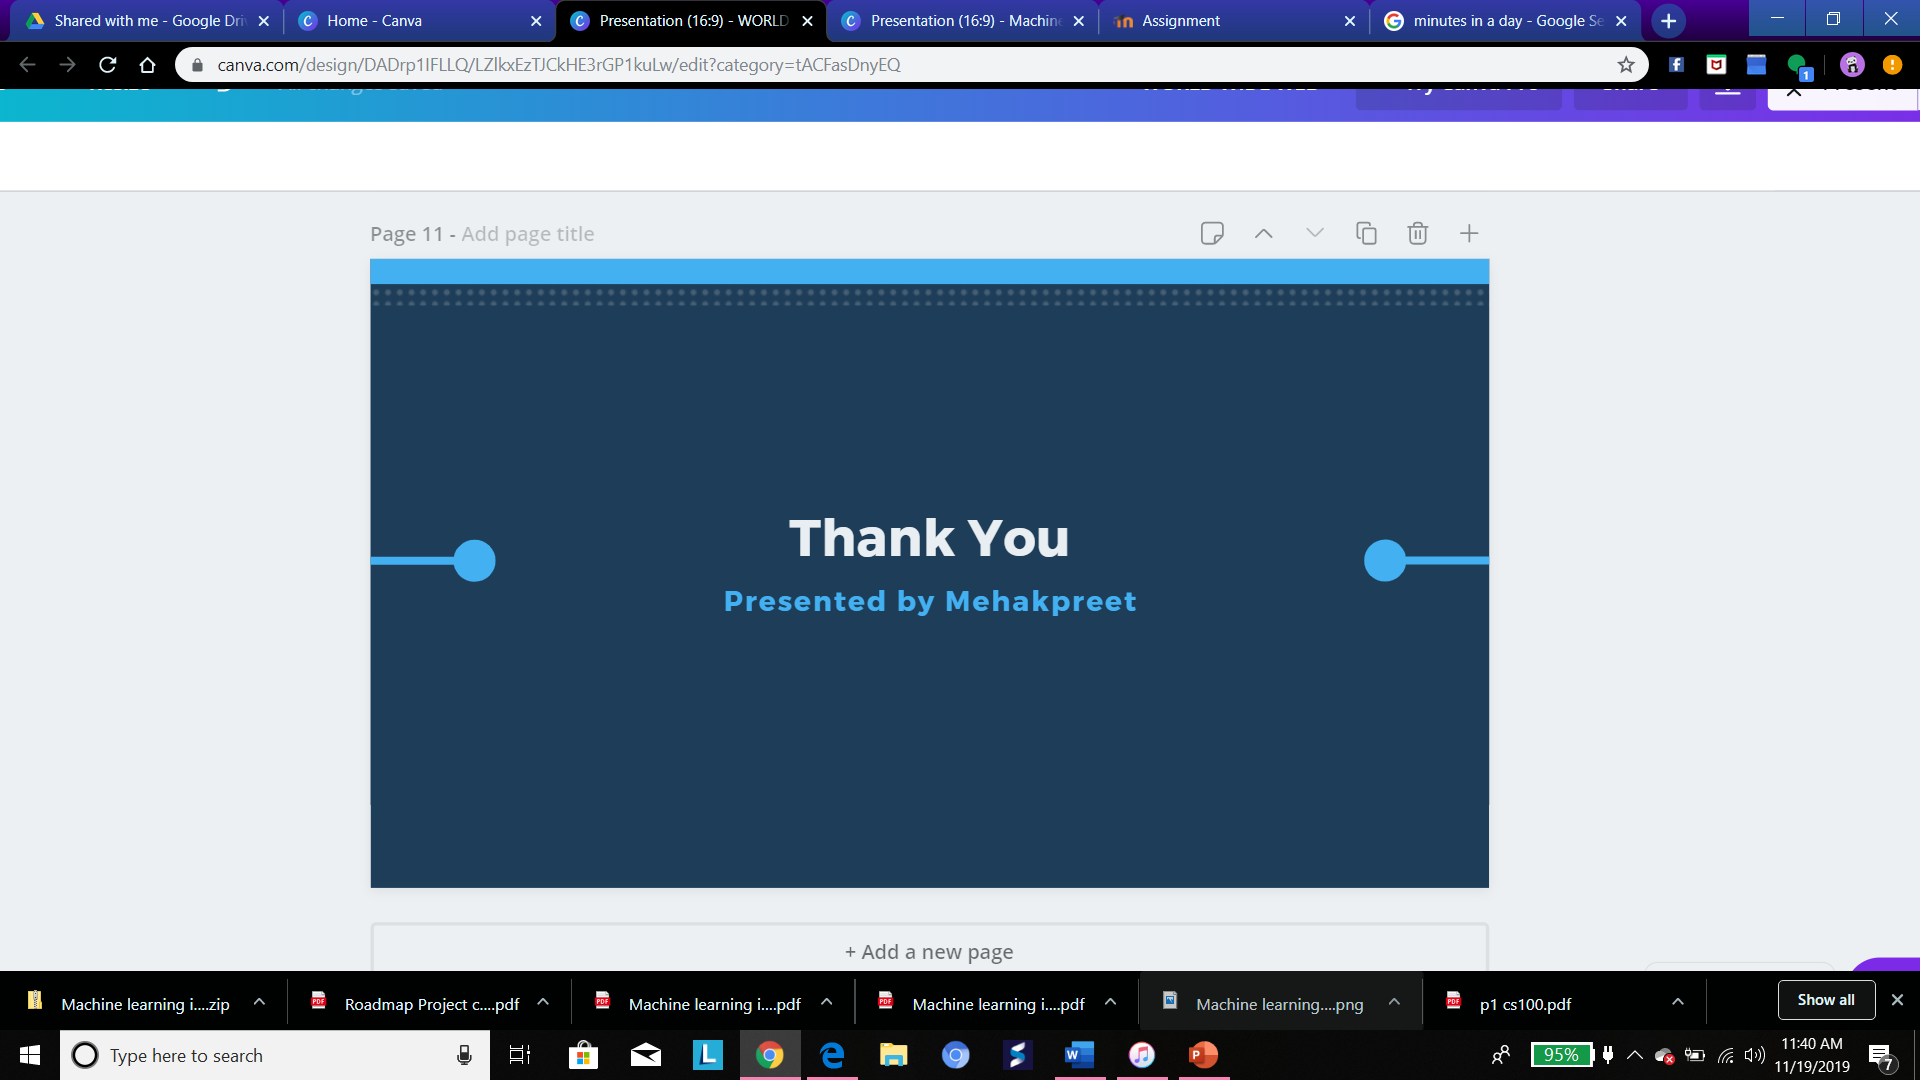 Shared with me - Google Dri
Home - Canva
Presentation (16:9) - WORLD
Presentation (16:9) - Machin
Assignment
minutes in a day - Google Se
canva.com/design/DADrp1IFLLQ/LZlkxEzTJCkHE3rGP1kuLw/edit?category=tACFasDnyEQ
1
Page 11 - Add page title
Thank You
Presented by Mehakpreet
+ Add a new page
Machine learning i....zip
Roadmap Project c....pdf
Machine learning i....pdf
Machine learning i....pdf
Machine learning....png
p1 cs100.pdf
Show all
Type here to search
95%
11:40 AM
11/19/2019
7